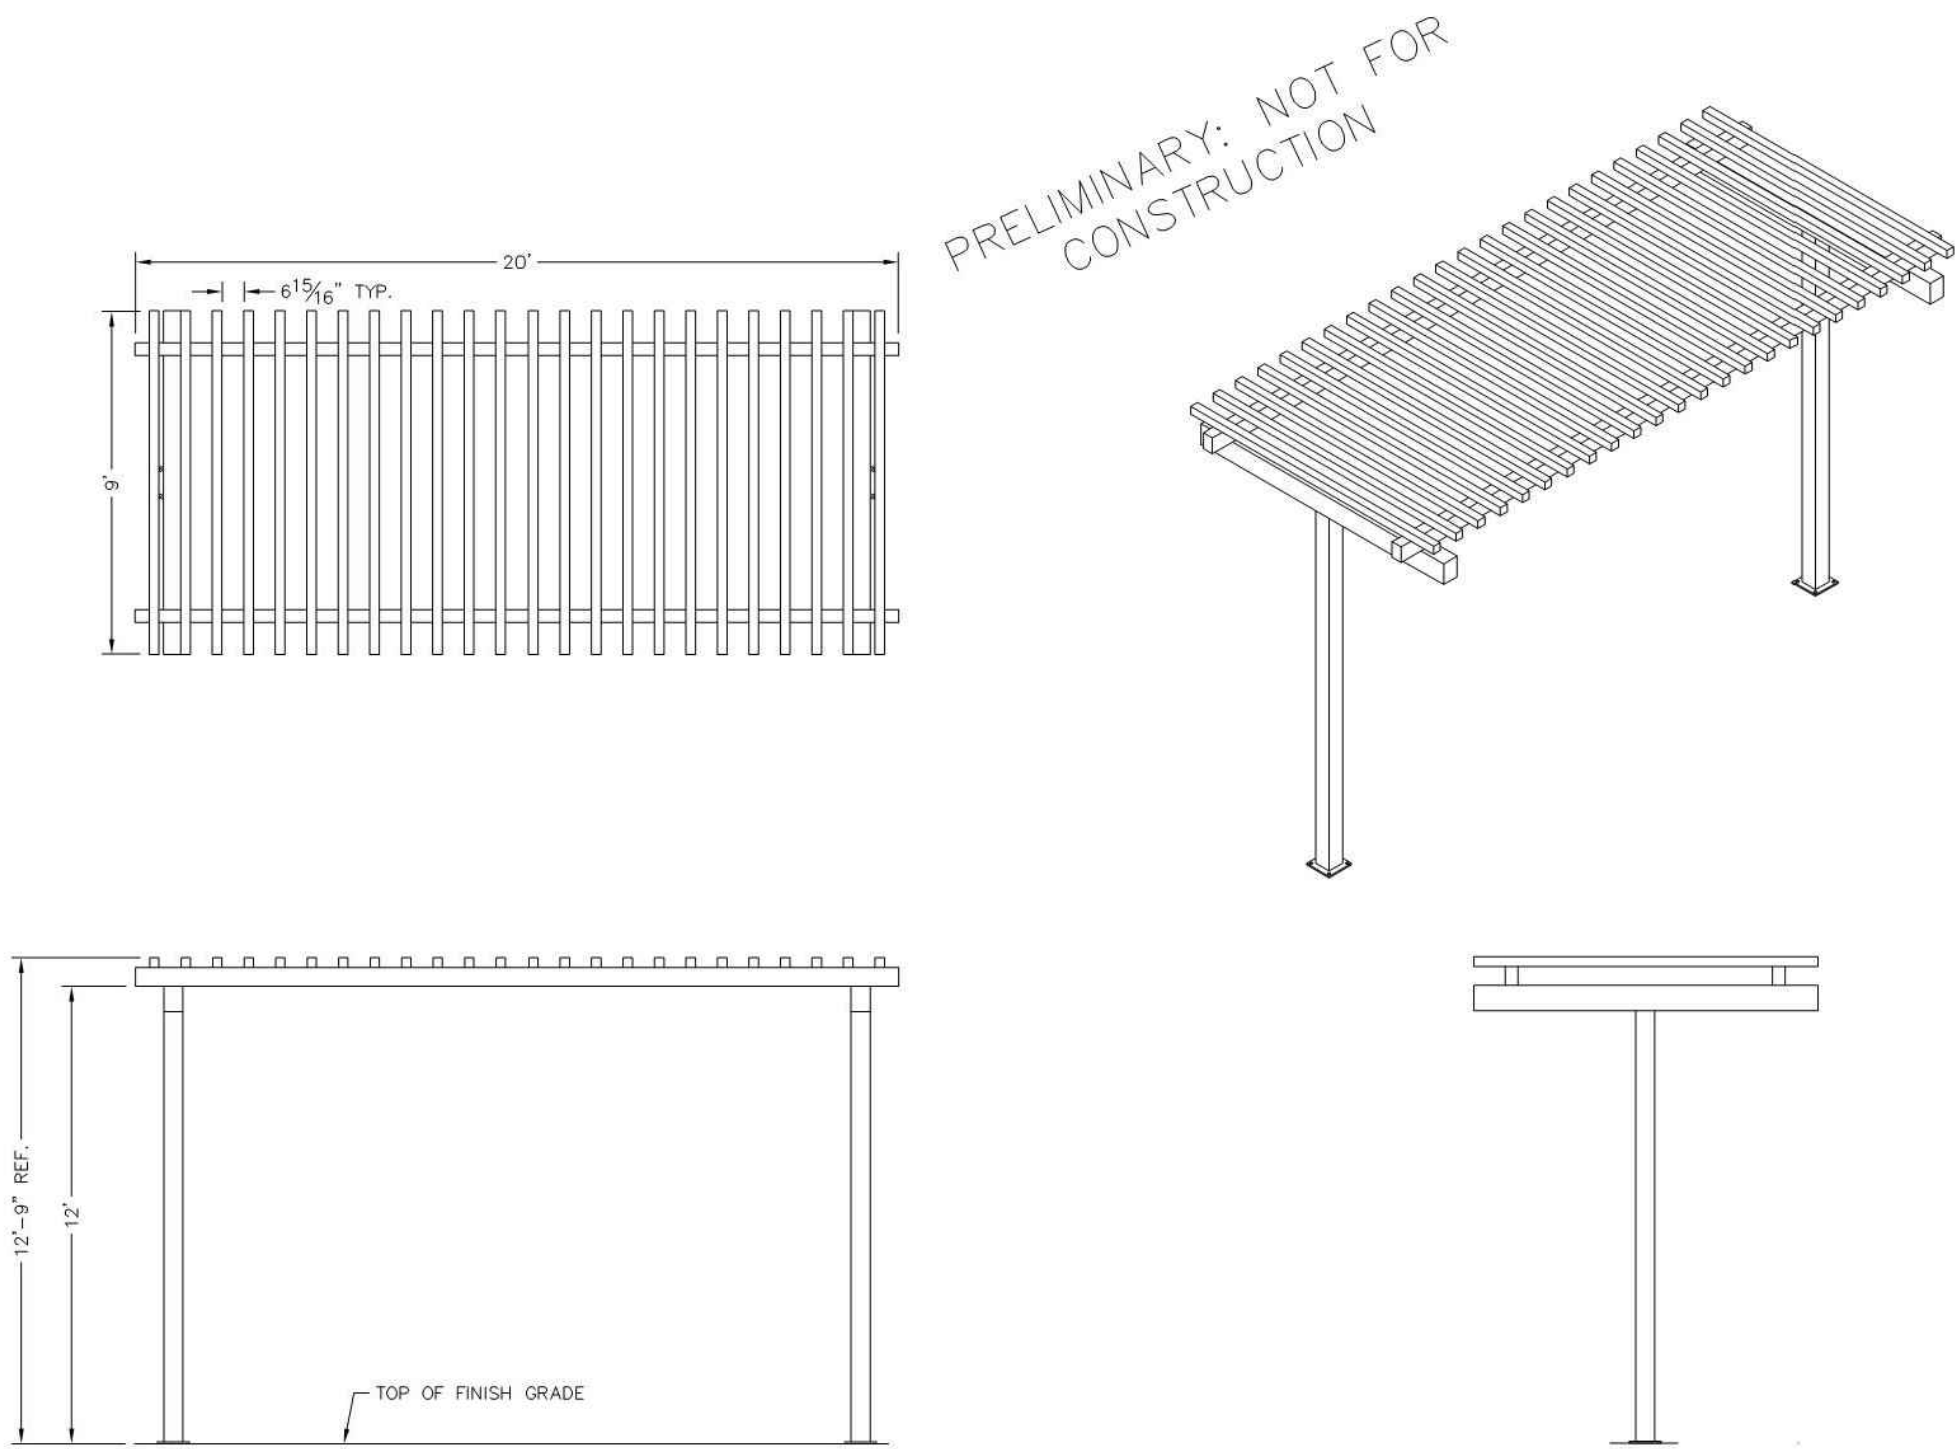 PRELIMINARY: NOT FOR
CONSTRUCTION
20'
6 15/16" TYP.
9'
12'-9" REF.
12'
TOP OF FINISH GRADE